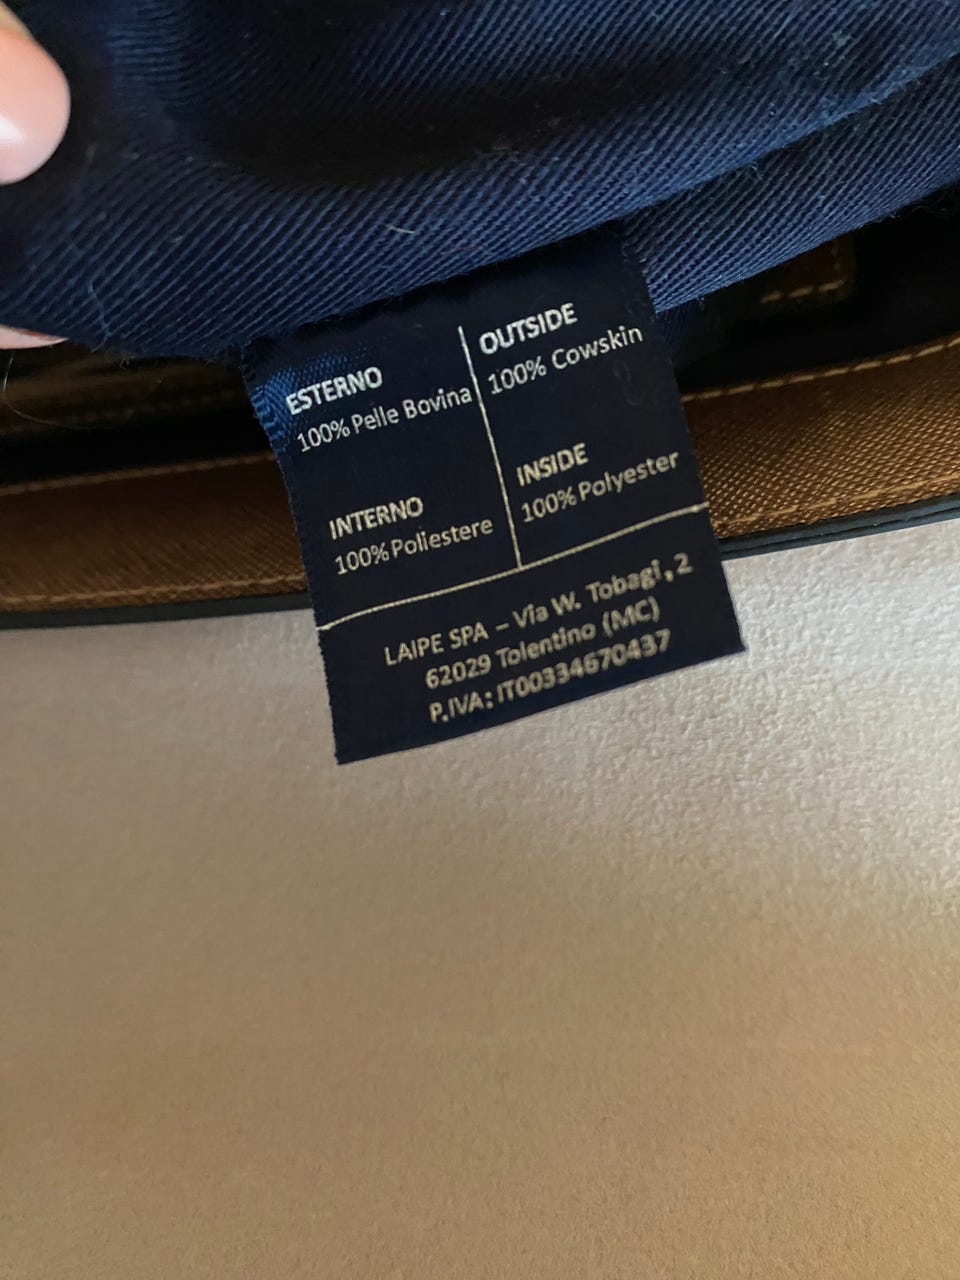 ESTERNO
100% Pelle Bovina
INTERNO
100% Poliestere
OUTSIDE
100% Cowskin
INSIDE
100% Polyester
LAIPE SPA – Via W. Tobagi, 2
62029 Tolentino (MC)
P.IVA: IT00334670437